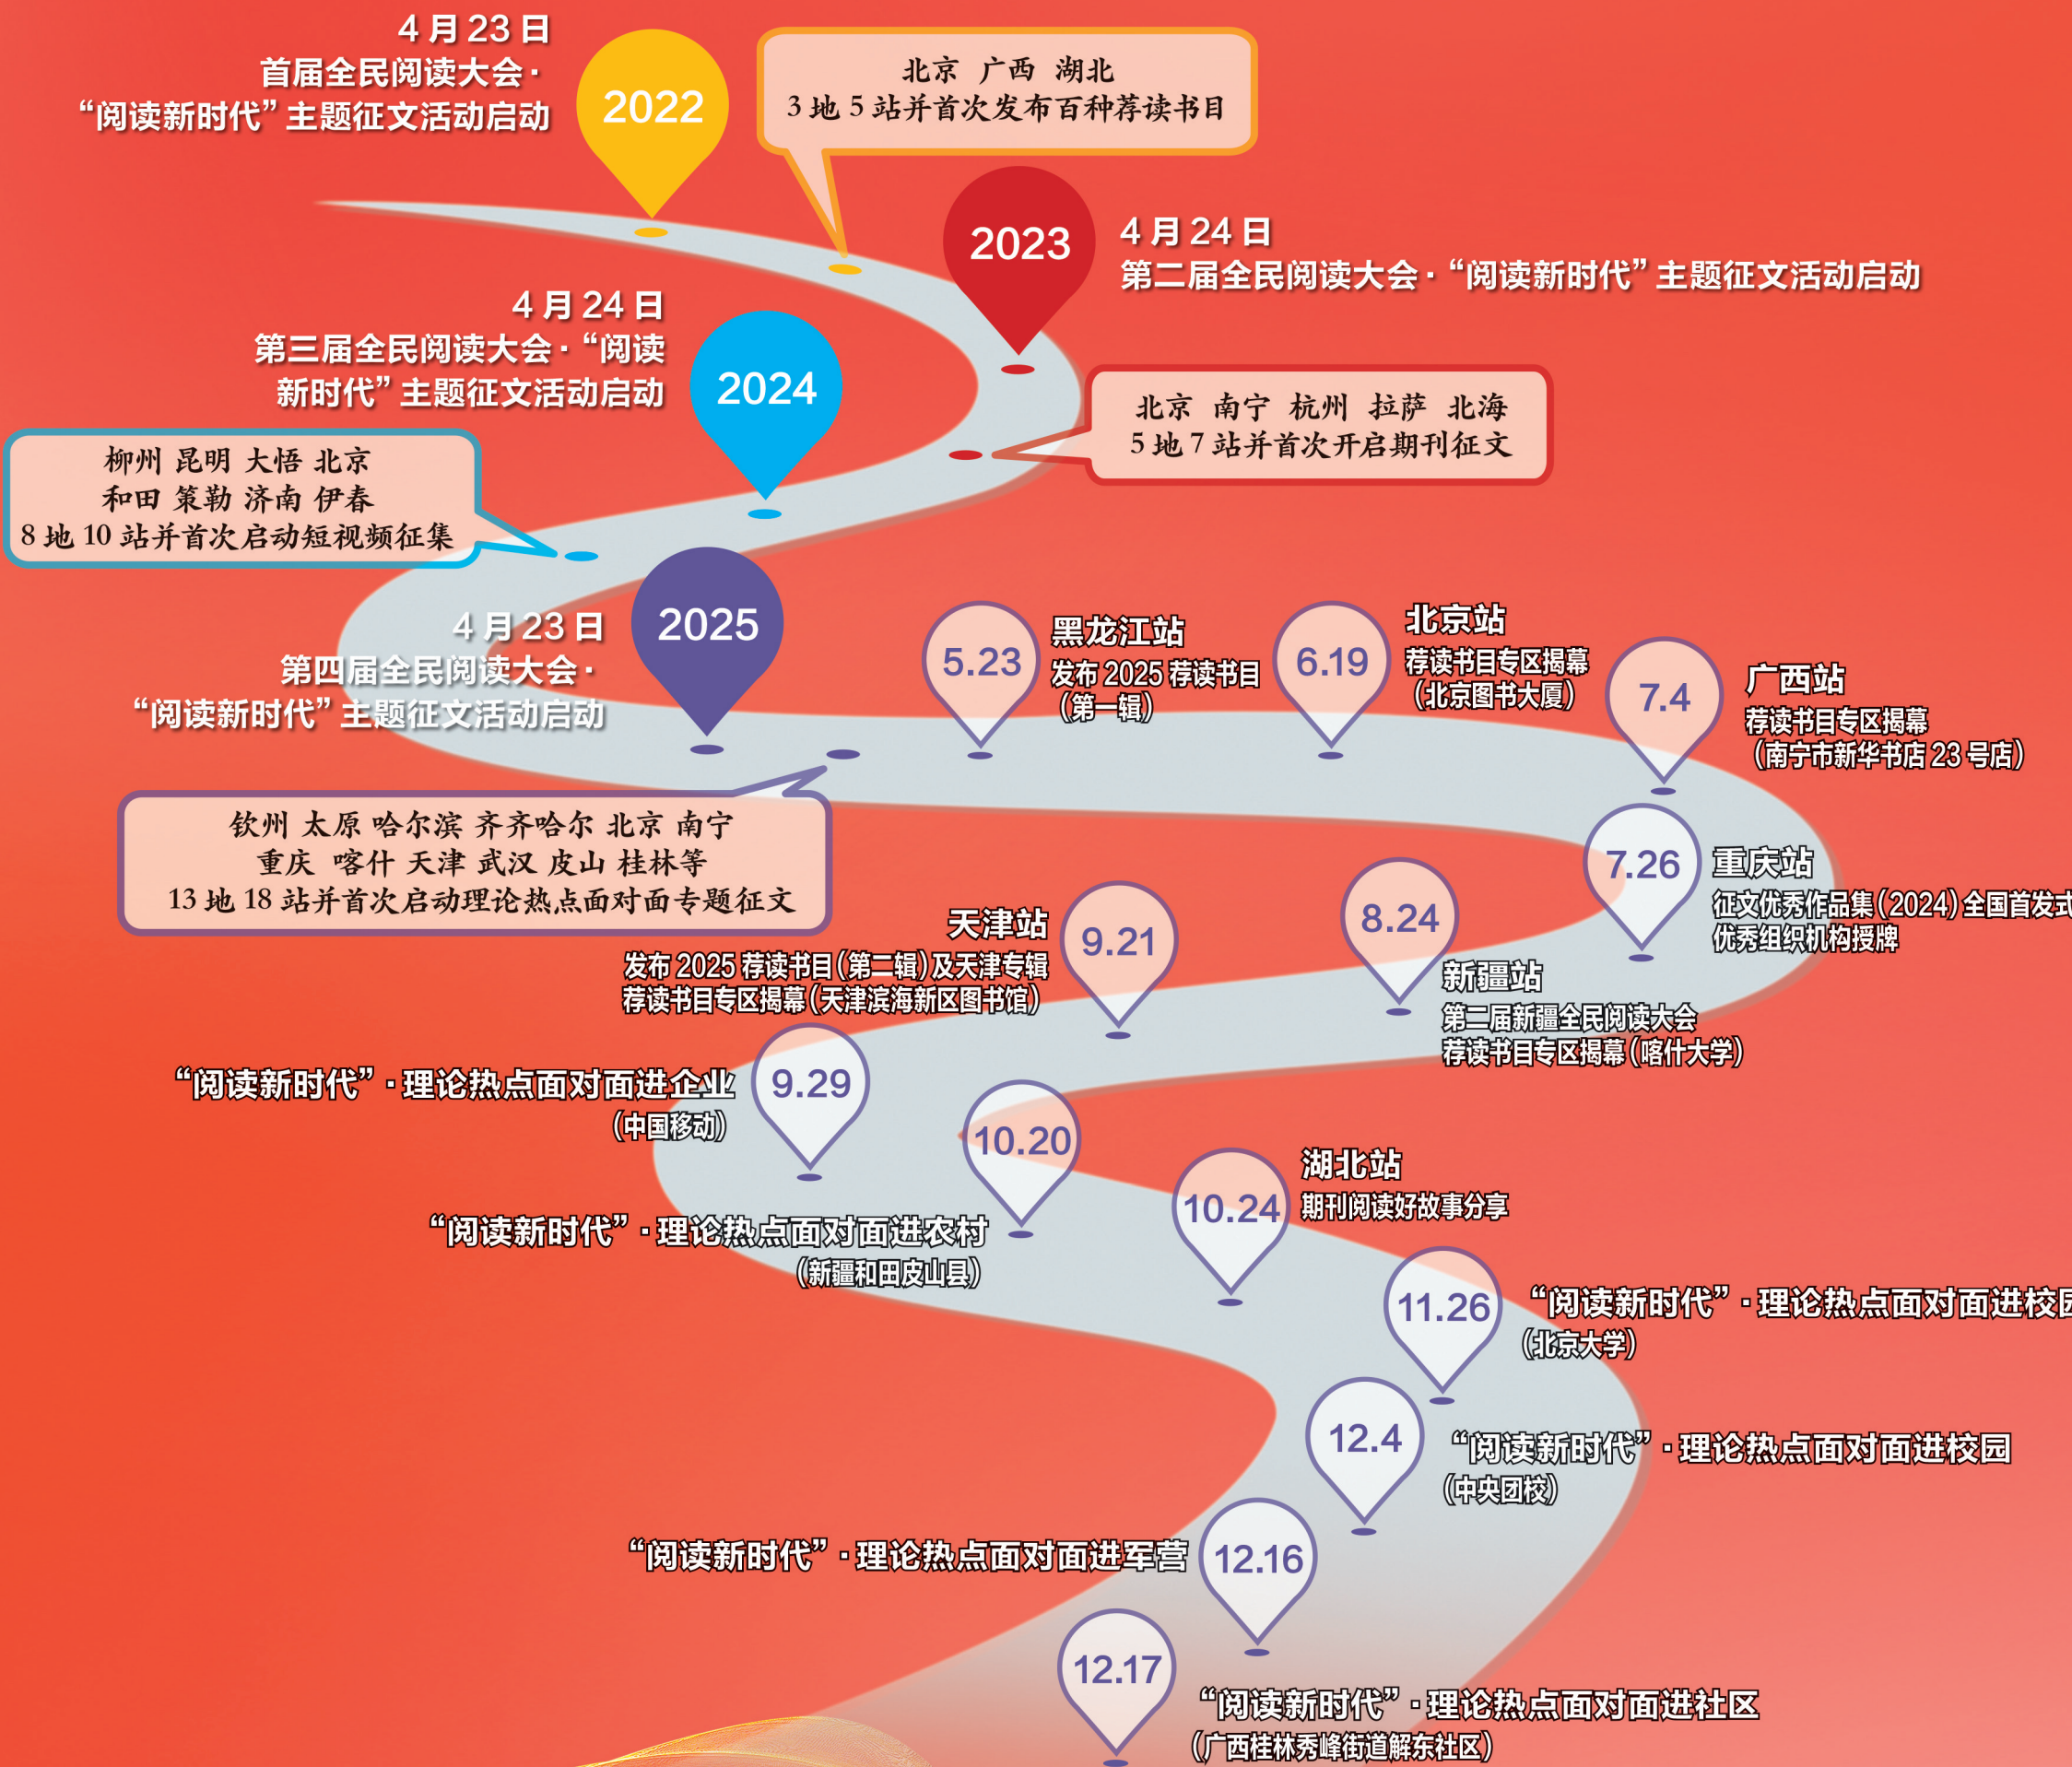 4 月 23 日
首届全民阅读大会·
“阅读新时代”主题征文活动启动
2022
北京 广西 湖北
3 地 5 站并首次发布百种荐读书目
2023
4 月 24 日
第二届全民阅读大会·“阅读新时代”主题征文活动启动
北京 南宁 杭州 拉萨 北海
5 地 7 站并首次开启期刊征文
4 月 24 日
第三届全民阅读大会·“阅读
新时代”主题征文活动启动
2024
柳州 昆明 大悟 北京
和田 策勒 济南 伊春
8 地 10 站并首次启动短视频征集
4 月 23 日
第四届全民阅读大会·
“阅读新时代”主题征文活动启动
2025
钦州 太原 哈尔滨 齐齐哈尔 北京 南宁
重庆 喀什 天津 武汉 皮山 桂林等
13 地 18 站并首次启动理论热点面对面专题征文
5.23
黑龙江站
发布 2025 荐读书目
（第一辑）
6.19
北京站
荐读书目专区揭幕
（北京图书大厦）
7.4
广西站
荐读书目专区揭幕
（南宁市新华书店 23 号店）
7.26
重庆站
征文优秀作品集（2024）全国首发式
优秀组织机构授牌
8.24
新疆站
第二届新疆全民阅读大会
荐读书目专区揭幕（喀什大学）
9.21
天津站
发布 2025 荐读书目（第二辑）及天津专辑
荐读书目专区揭幕（天津滨海新区图书馆）
9.29
“阅读新时代”·理论热点面对面进企业
（中国移动）
10.20
“阅读新时代”·理论热点面对面进农村
（新疆和田皮山县）
10.24
湖北站
期刊阅读好故事分享
11.26
“阅读新时代”·理论热点面对面进校园
（北京大学）
12.4
“阅读新时代”·理论热点面对面进校园
（中央团校）
12.16
“阅读新时代”·理论热点面对面进军营
12.17
“阅读新时代”·理论热点面对面进社区
（广西桂林秀峰街道解东社区）